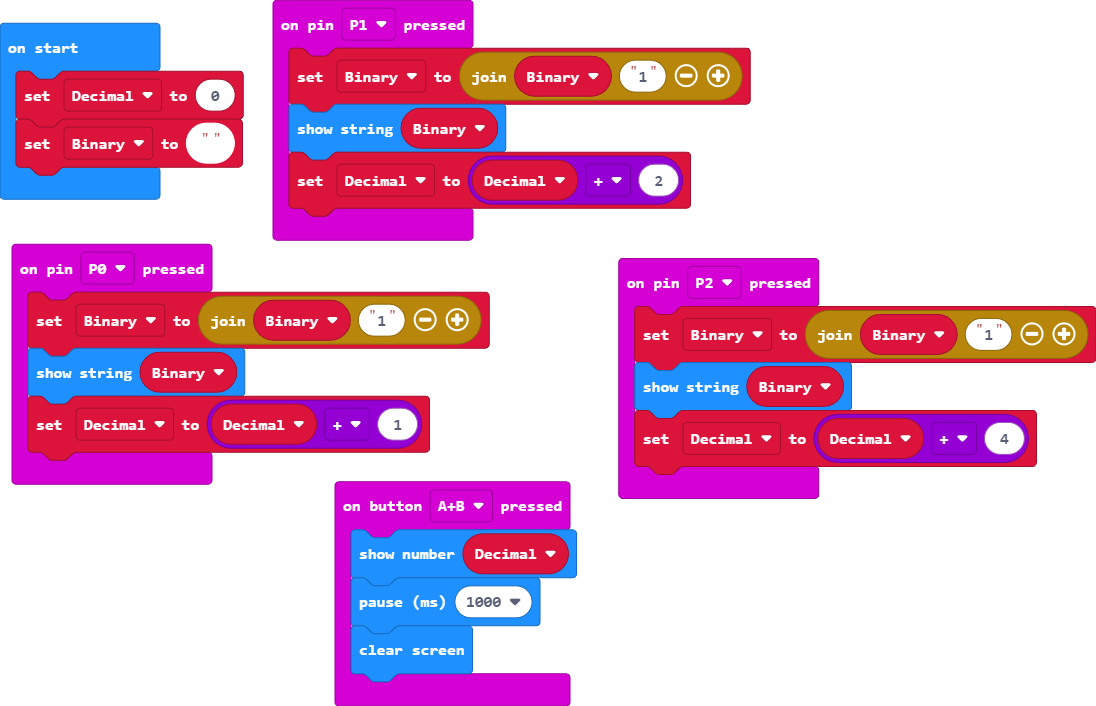 on start
set Decimal to 0
set Binary to " "
on pin P1 pressed
set Binary to join Binary "1"
show string Binary
set Decimal to Decimal + 2
on pin P0 pressed
set Binary to join Binary "1"
show string Binary
set Decimal to Decimal + 1
on pin P2 pressed
set Binary to join Binary "1"
show string Binary
set Decimal to Decimal + 4
on button A+B pressed
show number Decimal
pause (ms) 1000
clear screen